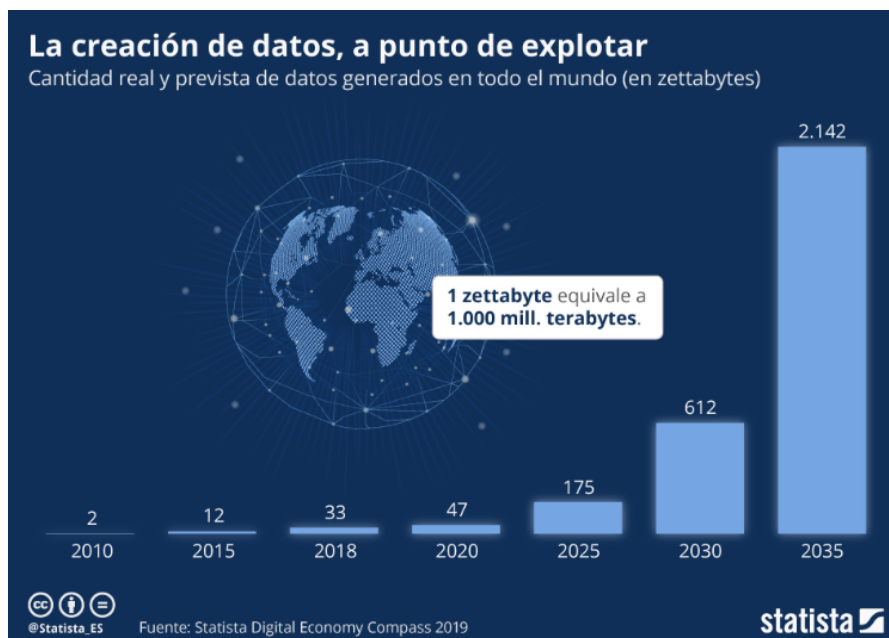 La creación de datos, a punto de explotar
Cantidad real y prevista de datos generados en todo el mundo (en zettabytes)
2.142
1 zettabyte equivale a
1.000 mill. terabytes.
612
175
47
33
12
2
2010 2015 2018 2020 2025 2030 2035
cc
@Statista_ES Fuente: Statista Digital Economy Compass 2019
statista